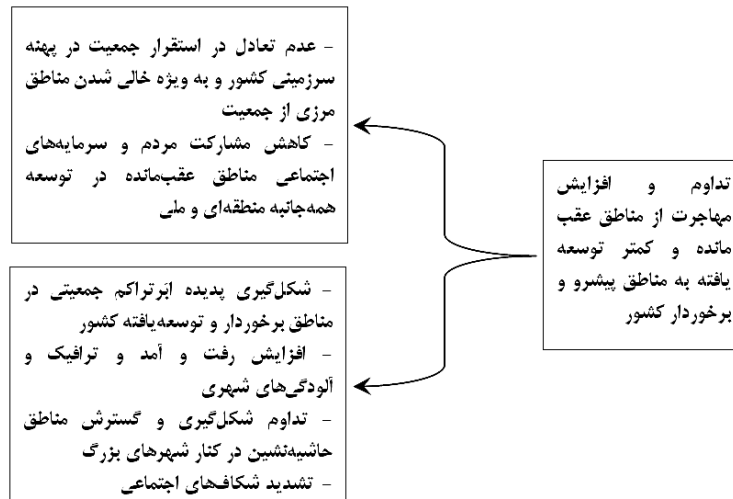 تداوم و افزایش
مهاجرت از مناطق عقب
مانده و کمتر توسعه
یافته به مناطق پیشرو و
برخوردار کشور
- عدم تعادل در استقرار جمعیت در پهنه
سرزمینی کشور و به ویژه خالی شدن مناطق
مرزی از جمعیت
- کاهش مشارکت مردم و سرمایه‌های
اجتماعی مناطق عقب‌مانده در توسعه
همه‌جانبه منطقه‌ای و ملی
- شکل‌گیری پدیده ابَرتراکم جمعیتی در
مناطق برخوردار و توسعه‌یافته کشور
- افزایش رفت و آمد و ترافیک و
آلودگی‌های شهری
- تداوم شکل‌گیری و گسترش مناطق
حاشیه‌نشین در کنار شهرهای بزرگ
- تشدید شکاف‌های اجتماعی